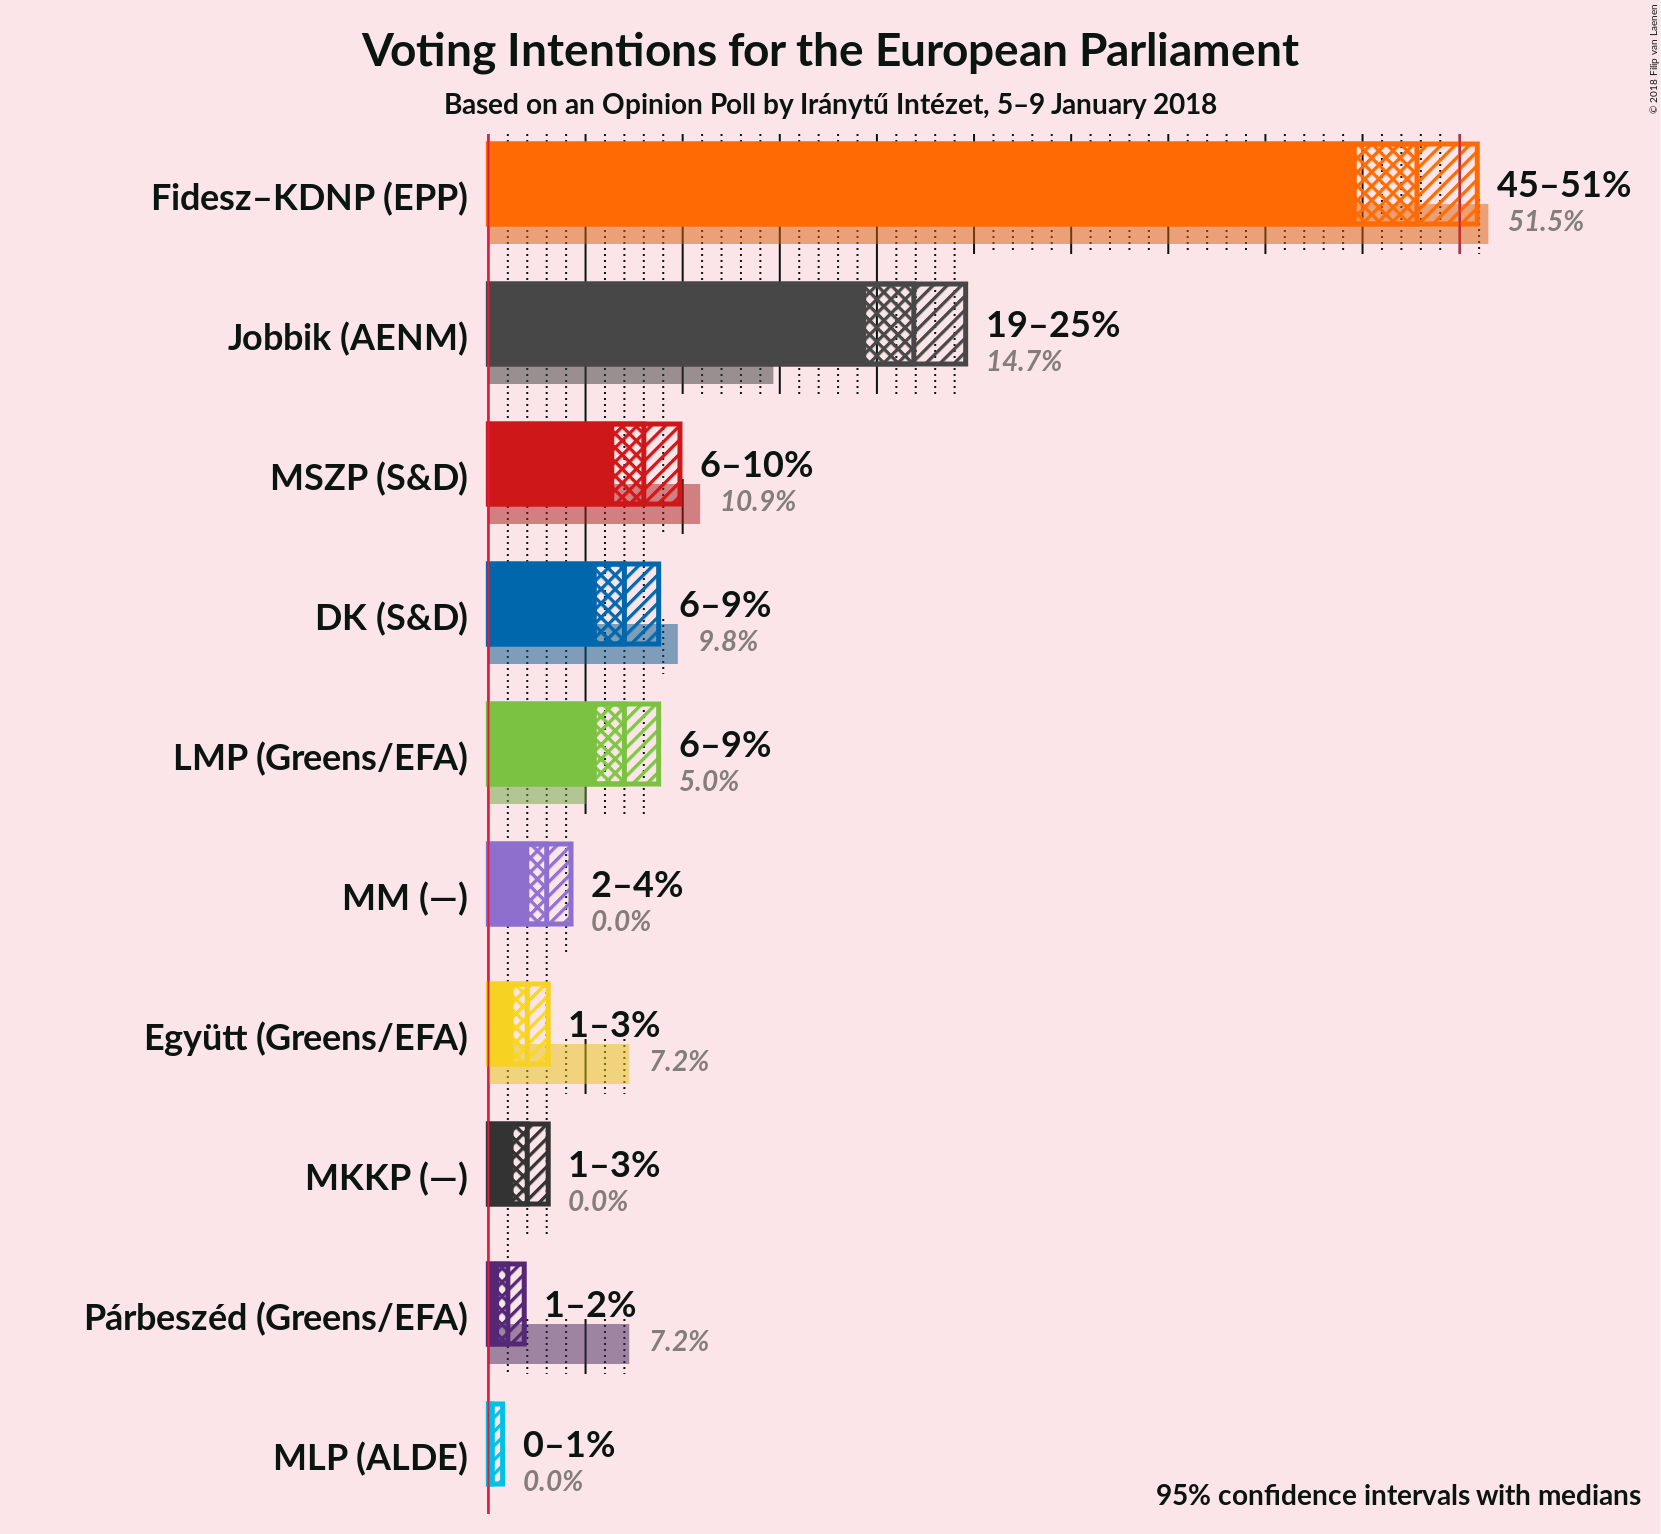 Voting Intentions for the European Parliament
Based on an Opinion Poll by Iránytű Intézet, 5–9 January 2018
© 2018 Filip van Laenen
Fidesz–KDNP (EPP)
45–51%
51.5%
Jobbik (AENM)
19–25%
14.7%
MSZP (S&D)
6–10%
10.9%
DK (S&D)
6–9%
9.8%
LMP (Greens/EFA)
6–9%
5.0%
MM (—)
2–4%
0.0%
Együtt (Greens/EFA)
1–3%
7.2%
MKKP (—)
1–3%
0.0%
Párbeszéd (Greens/EFA)
1–2%
7.2%
MLP (ALDE)
0–1%
0.0%
95% confidence intervals with medians